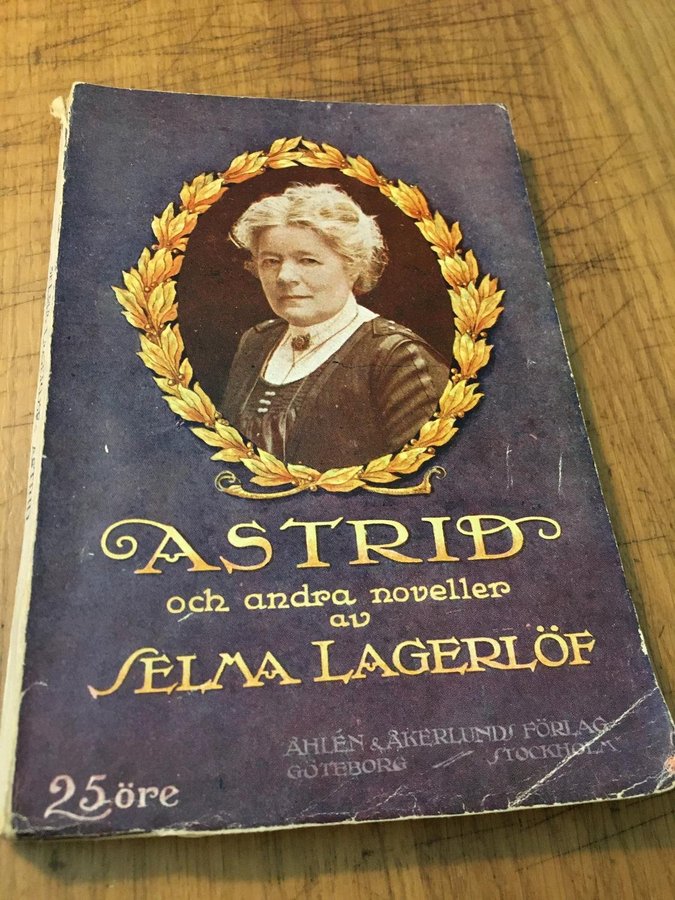 ASTRID
och andra noveller
av
SELMA LAGERLÖF
ÅHLÉN & ÅKERLUNDS FÖRLAG
GÖTEBORG — STOCKHOLM
25 öre